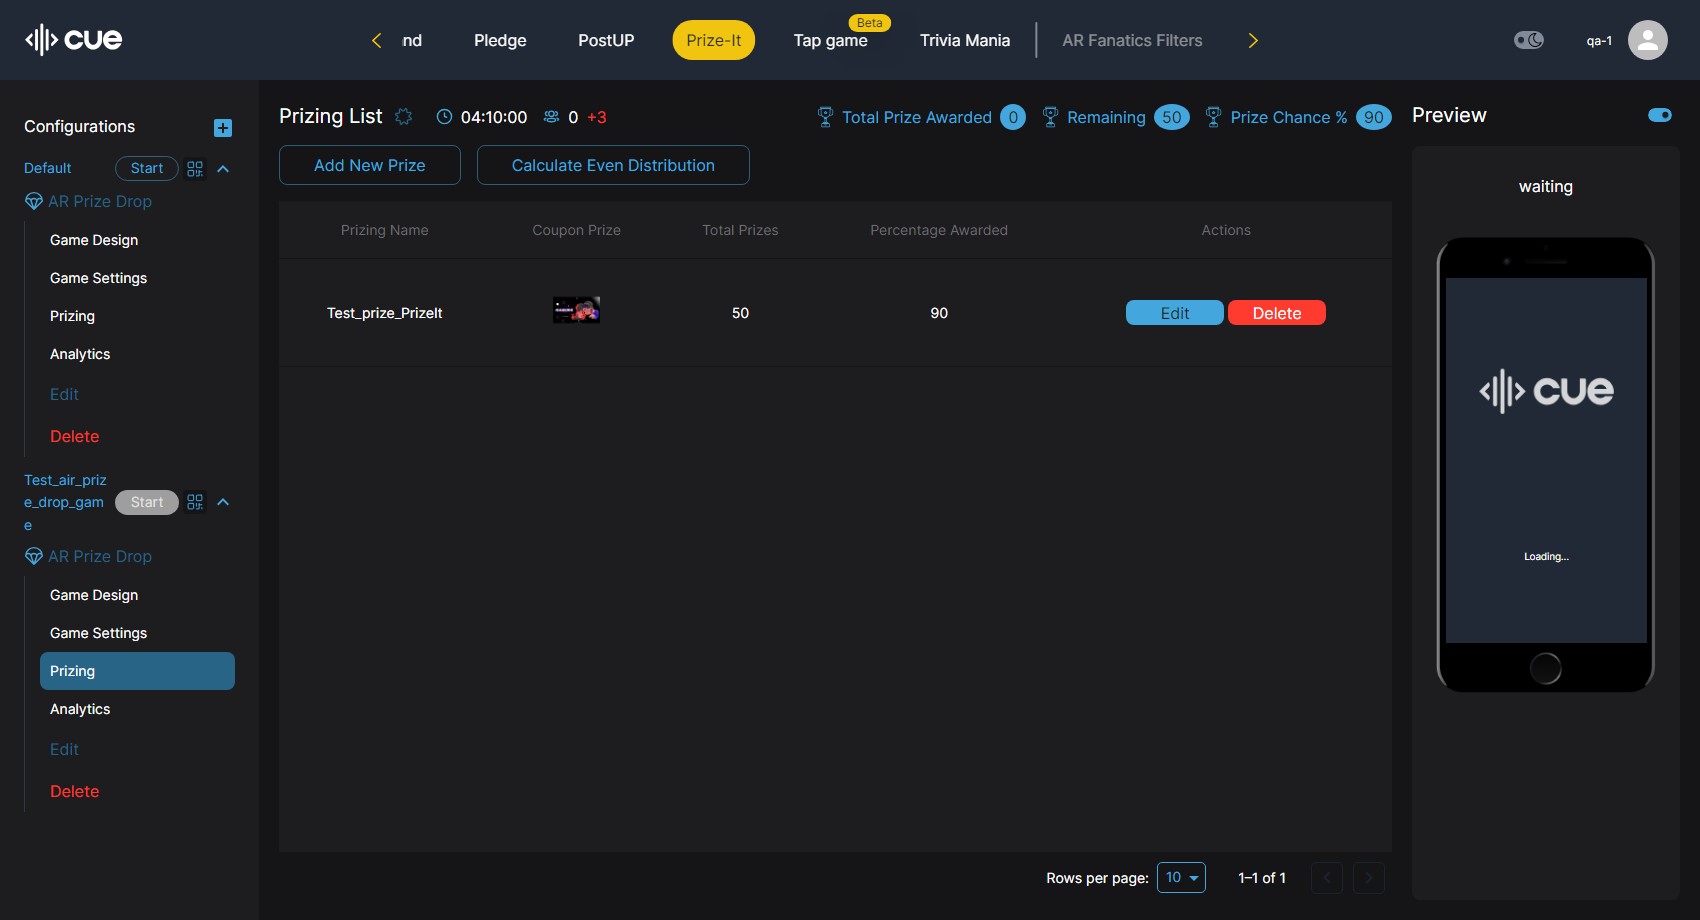 cue
nd
Pledge
PostUP
Prize-It
Beta
Tap game
Trivia Mania
AR Fanatics Filters
qa-1
Configurations
Default
Start
AR Prize Drop
Game Design
Game Settings
Prizing
Analytics
Edit
Delete
Test_air_priz
e_drop_gam
e
Start
AR Prize Drop
Game Design
Game Settings
Prizing
Analytics
Edit
Delete
Prizing List
04:10:00
0 +3
Total Prize Awarded 0
Remaining 50
Prize Chance % 90
Add New Prize
Calculate Even Distribution
Prizing Name
Coupon Prize
Total Prizes
Percentage Awarded
Actions
Test_prize_PrizeIt
50
90
Edit
Delete
Rows per page:
10
1–1 of 1
Preview
waiting
cue
Loading...